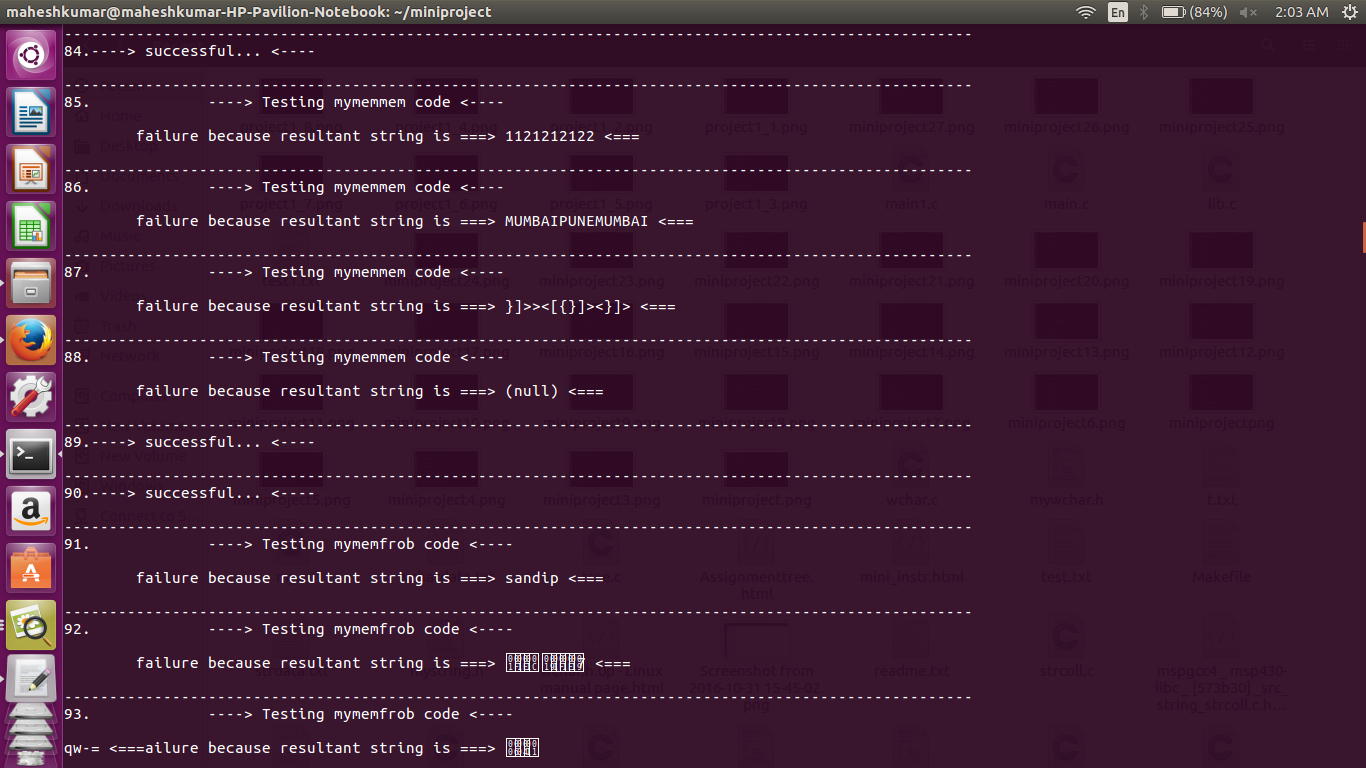 maheshkumar@maheshkumar-HP-Pavilion-Notebook: ~/miniproject
En (84%) 2:03 AM
-----------------------------------------------------------------------------------------------------
84.----> successful... <----
-----------------------------------------------------------------------------------------------------
85. ----> Testing mymemmem code <----
failure because resultant string is ===> 1121212122 <===
-----------------------------------------------------------------------------------------------------
86. ----> Testing mymemmem code <----
failure because resultant string is ===> MUMBAIPUNEMUMBAI <===
-----------------------------------------------------------------------------------------------------
87. ----> Testing mymemmem code <----
failure because resultant string is ===> }]>><[{}]><}]> <===
-----------------------------------------------------------------------------------------------------
88. ----> Testing mymemmem code <----
failure because resultant string is ===> (null) <===
-----------------------------------------------------------------------------------------------------
89.----> successful... <----
-----------------------------------------------------------------------------------------------------
90.----> successful... <----
-----------------------------------------------------------------------------------------------------
91. ----> Testing mymemfrob code <----
failure because resultant string is ===> sandip <===
-----------------------------------------------------------------------------------------------------
92. ----> Testing mymemfrob code <----
failure because resultant string is ===> <===
-----------------------------------------------------------------------------------------------------
93. ----> Testing mymemfrob code <----
qw-= <===ailure because resultant string is ===>